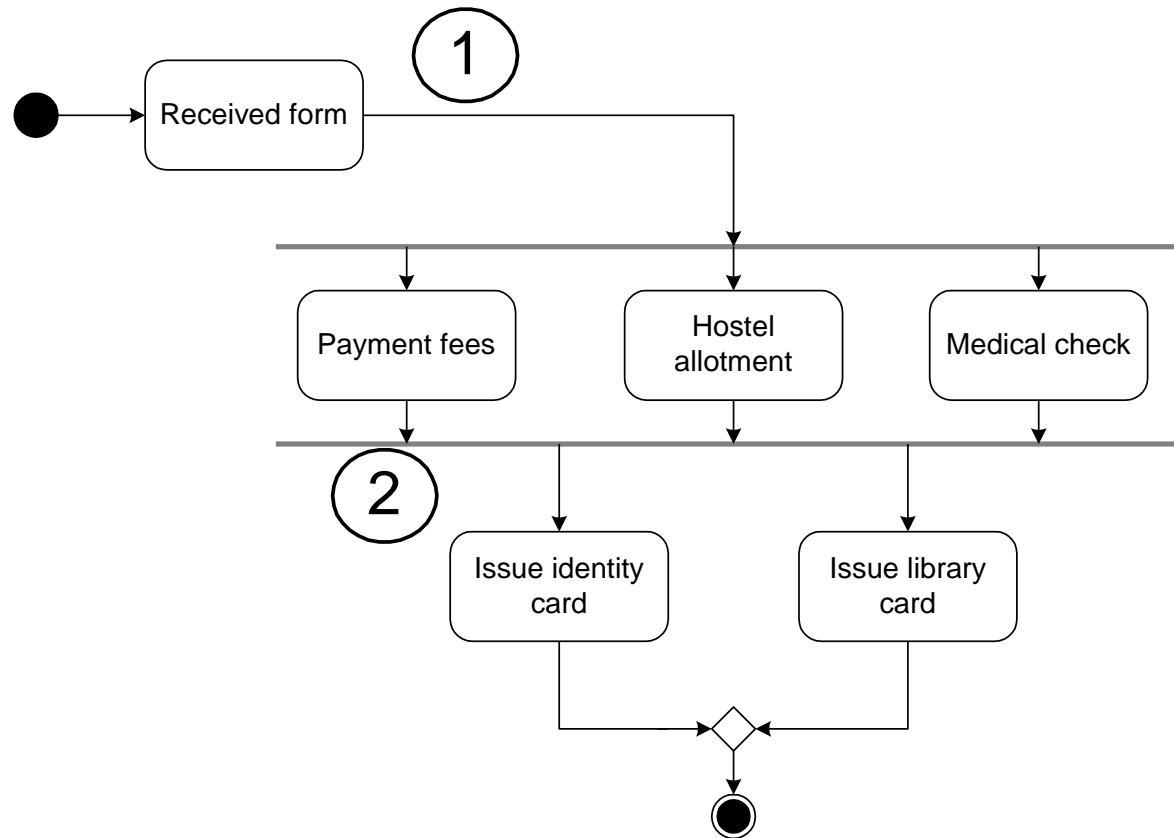 1
Received form
Payment fees
Hostel
allotment
Medical check
2
Issue identity
card
Issue library
card